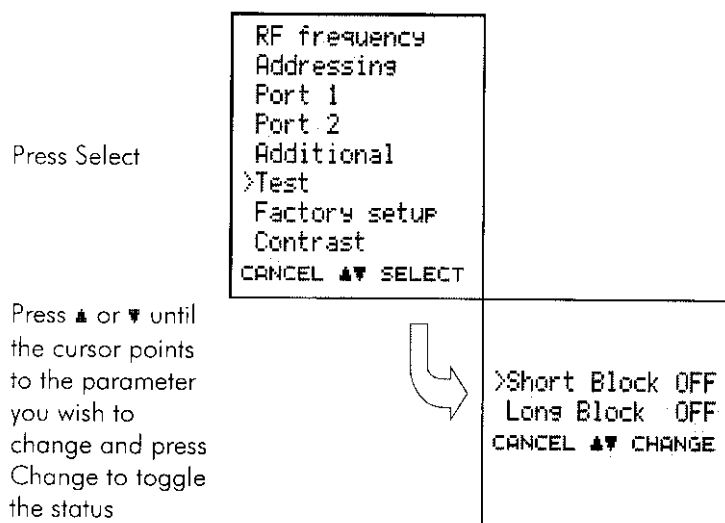 RF frequency
Addressing
Port 1
Port 2
Additional
>Test
Factory setup
Contrast
CANCEL ▲▼ SELECT
Press Select
Press ▲ or ▼ until
the cursor points
to the parameter
you wish to
change and press
Change to toggle
the status
>Short Block OFF
Long Block OFF
CANCEL ▲▼ CHANGE